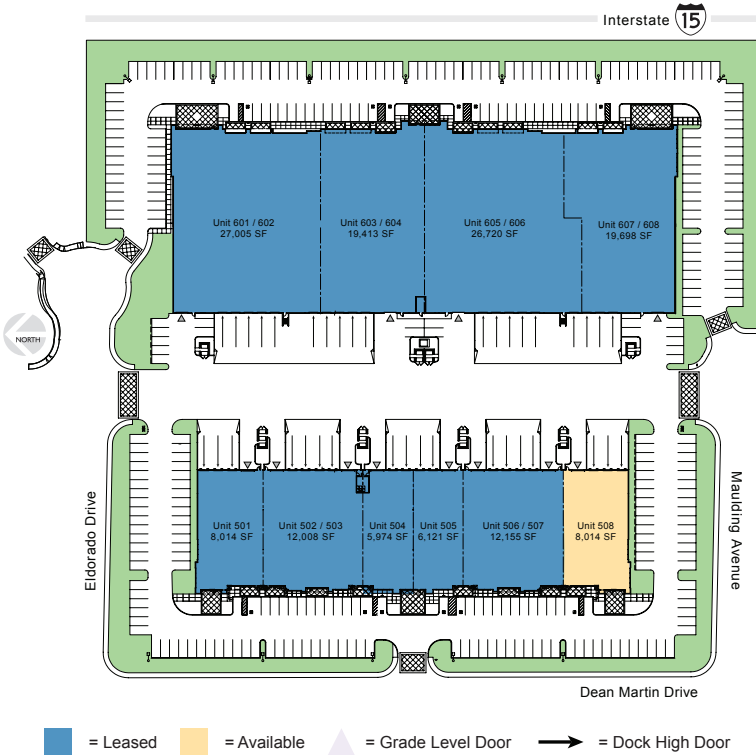 Interstate 15
Unit 601 / 602
27,005 SF
Unit 603 / 604
19,413 SF
Unit 605 / 606
26,720 SF
Unit 607 / 608
19,698 SF
NORTH
Unit 501
8,014 SF
Unit 502 / 503
12,008 SF
Unit 504
5,974 SF
Unit 505
6,121 SF
Unit 506 / 507
12,155 SF
Unit 508
8,014 SF
Eldorado Drive
Maulding Avenue
Dean Martin Drive
= Leased
= Available
= Grade Level Door
= Dock High Door